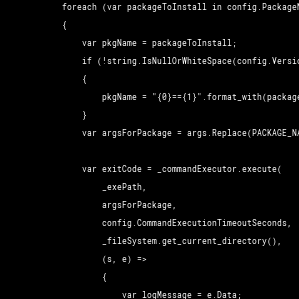 foreach (var packageToInstall in config.Package
{
var pkgName = packageToInstall;
if (!string.IsNullOrWhiteSpace(config.Versio
{
pkgName = "{0}=={1}".format_with(package
}
var argsForPackage = args.Replace(PACKAGE_NA
var exitCode = _commandExecutor.execute(
_exePath,
argsForPackage,
config.CommandExecutionTimeoutSeconds,
_fileSystem.get_current_directory(),
(s, e) =>
{
var logMessage = e.Data;